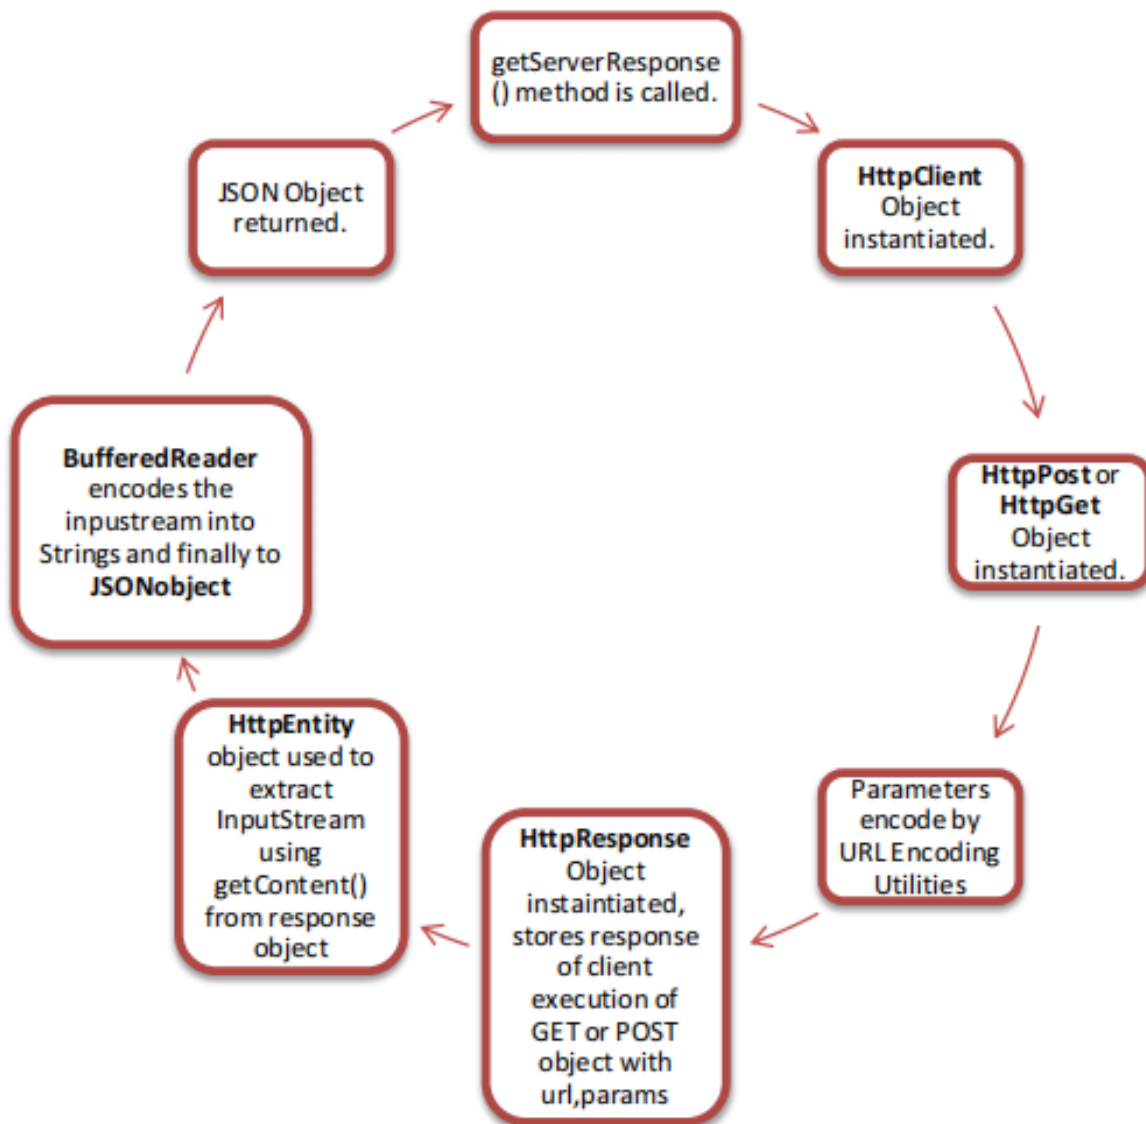 getServerResponse
() method is called.
HttpClient
Object
instantiated.
HttpPost or
HttpGet
Object
instantiated.
Parameters
encode by
URL Encoding
Utilities
HttpResponse
Object
instaintiated,
stores response
of client
execution of
GET or POST
object with
url,params
HttpEntity
object used to
extract
InputStream
using
getContent()
from response
object
BufferedReader
encodes the
inpustream into
Strings and finally to
JSONobject
JSON Object
returned.